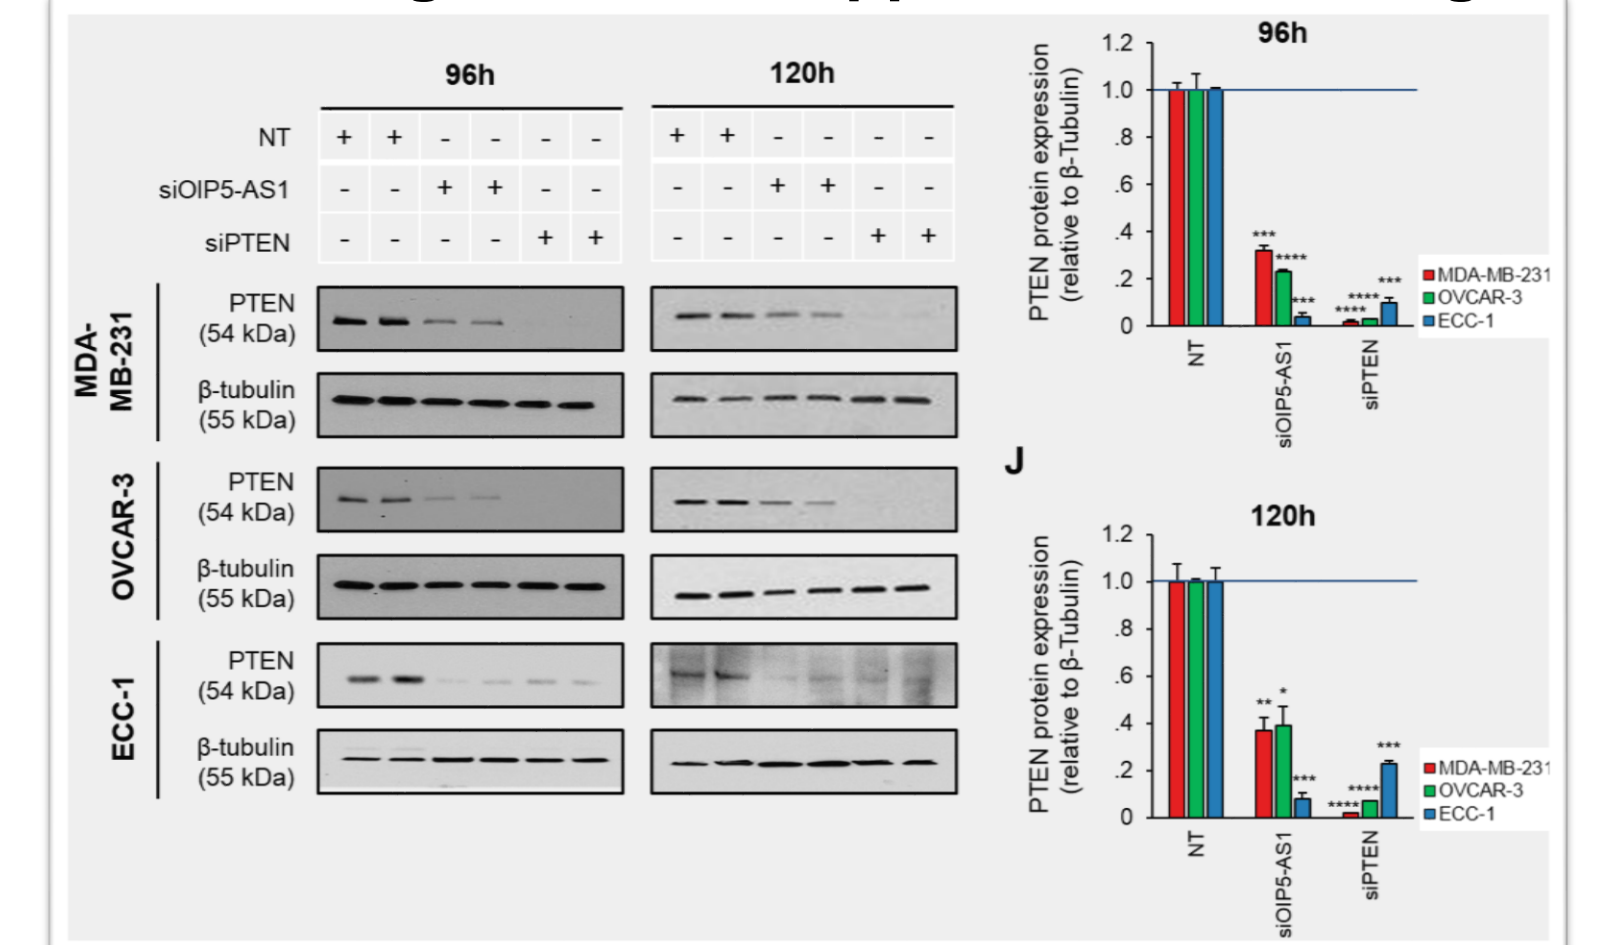 96h
120h
NT + + - - - - + + - - - -
siOIP5-AS1 - - + + - - - - + + - -
siPTEN - - - - + + - - - - + +
MDA-
MB-231
PTEN
(54 kDa)
β-tubulin
(55 kDa)
OVCAR-3
PTEN
(54 kDa)
β-tubulin
(55 kDa)
ECC-1
PTEN
(54 kDa)
β-tubulin
(55 kDa)
96h
PTEN protein expression
(relative to β-Tubulin)
1.2
1.0
.8
.6
.4
.2
0
***
****
***
****
****
***
NT
siOIP5-AS1
siPTEN
MDA-MB-231
OVCAR-3
ECC-1
J
120h
PTEN protein expression
(relative to β-Tubulin)
1.2
1.0
.8
.6
.4
.2
0
**
*
***
****
****
***
NT
siOIP5-AS1
siPTEN
MDA-MB-231
OVCAR-3
ECC-1